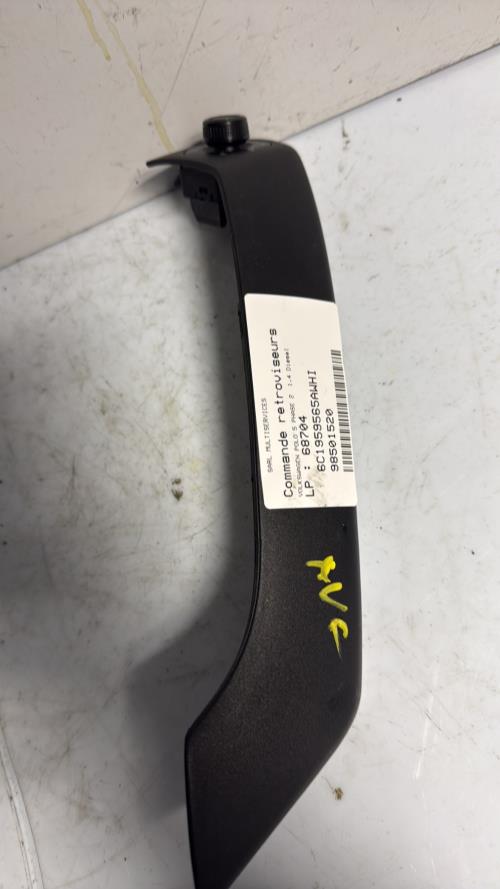 SARL MULTISERVICES
Commande retroviseurs
VOLKSWAGEN POLO 5 PHASE 2 1.4 Diesel
LP : 68704
6C1959565AWHI
98501520
AVG